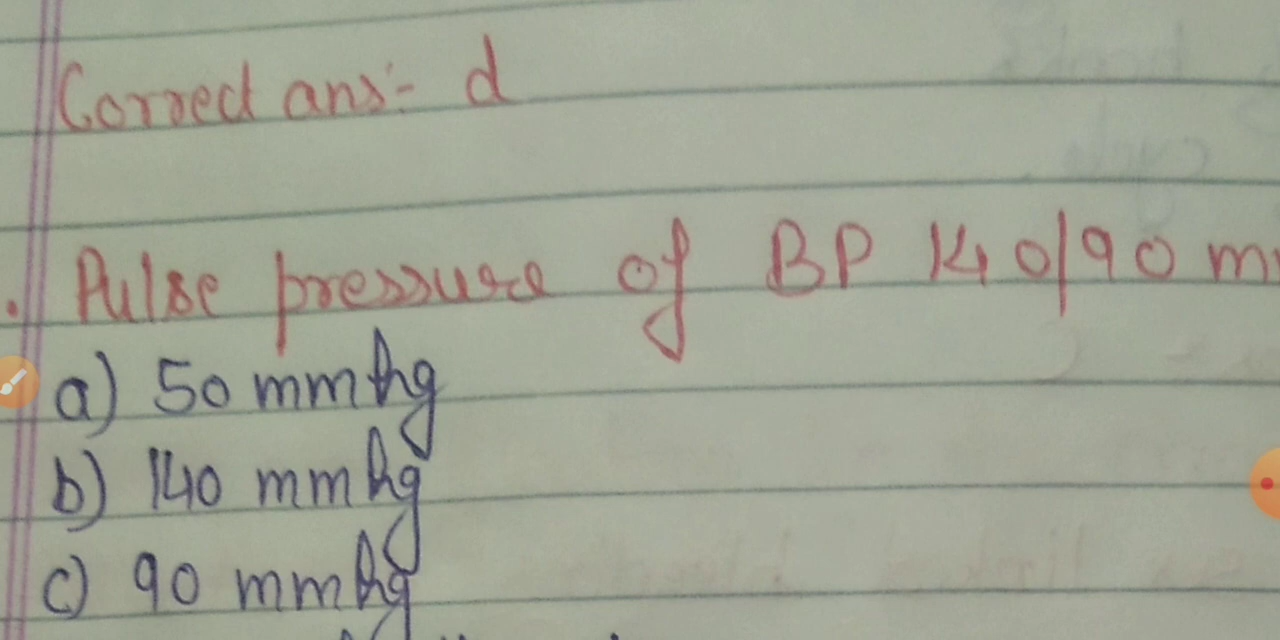 Correct ans:- d
Pulse pressure of BP 140/90 m
a) 50 mmhg
b) 140 mmhg
c) 90 mmhg